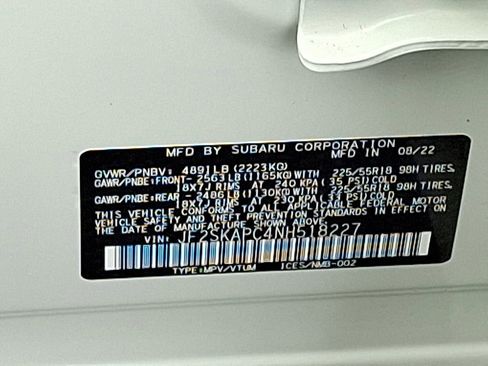 MFD BY SUBARU CORPORATION
MFD IN 08/22
GVWR/PNBV: 4891LB(2223KG)
GAWR/PNBE:FRONT-2563LB(1165KG)WITH 225/55R18 98H TIRES.
18X7J RIMS, AT 240 KPA(35 PSI)COLD
GAWR/PNBE:REAR -2486LB(1130KG)WITH 225/55R18 98H TIRES.
18X7J RIMS, AT 230 KPA(33 PSI)COLD
THIS VEHICLE CONFORMS TO ALL APPLICABLE FEDERAL MOTOR
VEHICLE SAFETY AND THEFT PREVENTION STANDARDS IN EFFECT ON
THE DATE OF MANUFACTURE SHOWN ABOVE.
VIN: JF2SKAPC4NH518227
TYPE:MPV/VTUM ICES/NMB-002